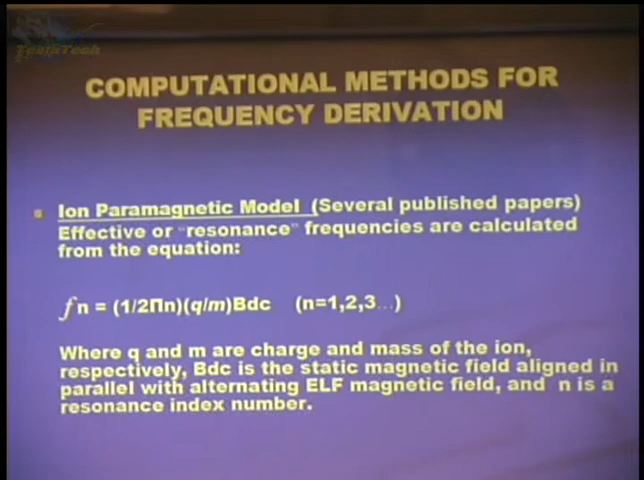 TeslaTech
COMPUTATIONAL METHODS FOR
FREQUENCY DERIVATION
Ion Paramagnetic Model (Several published papers)
Effective or "resonance" frequencies are calculated
from the equation:
fn = (1/2Πn)(q/m)Bdc (n=1,2,3...)
Where q and m are charge and mass of the ion,
respectively, Bdc is the static magnetic field aligned in
parallel with alternating ELF magnetic field, and n is a
resonance index number.